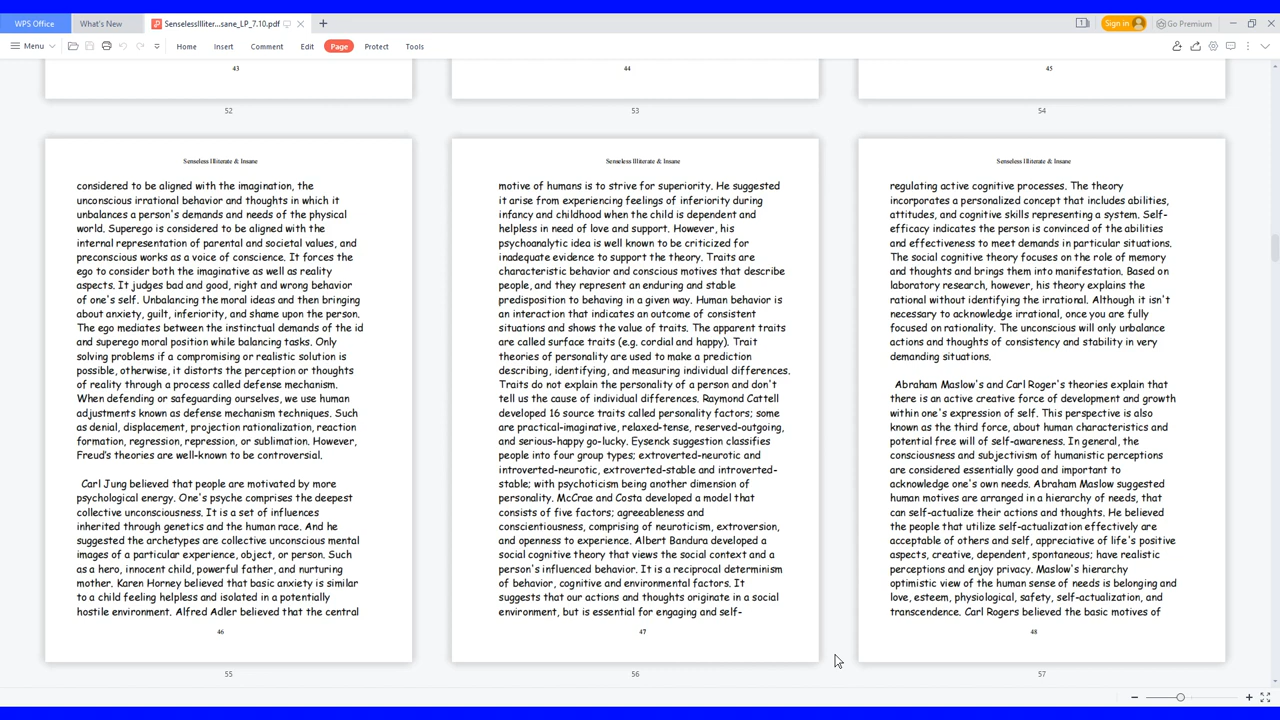 WPS Office
What's New
SenselessIlliter...sane_LP_7.10.pdf
Sign in
Go Premium
Menu
Home
Insert
Comment
Edit
Page
Protect
Tools
43
44
45
52
53
54
Senseless Illiterate & Insane
considered to be aligned with the imagination, the
unconscious irrational behavior and thoughts in which it
unbalances a person's demands and needs of the physical
world. Superego is considered to be aligned with the
internal representation of parental and societal values, and
preconscious works as a voice of conscience. It forces the
ego to consider both the imaginative as well as reality
aspects. It judges bad and good, right and wrong behavior
of one's self. Unbalancing the moral ideas and then bringing
about anxiety, guilt, inferiority, and shame upon the person.
The ego mediates between the instinctual demands of the id
and superego moral position while balancing tasks. Only
solving problems if a compromising or realistic solution is
possible, otherwise, it distorts the perception or thoughts
of reality through a process called defense mechanism.
When defending or safeguarding ourselves, we use human
adjustments known as defense mechanism techniques. Such
as denial, displacement, projection rationalization, reaction
formation, regression, repression, or sublimation. However,
Freud's theories are well-known to be controversial.
Carl Jung believed that people are motivated by more
psychological energy. One's psyche comprises the deepest
collective unconsciousness. It is a set of influences
inherited through genetics and the human race. And he
suggested the archetypes are collective unconscious mental
images of a particular experience, object, or person. Such
as a hero, innocent child, powerful father, and nurturing
mother. Karen Horney believed that basic anxiety is similar
to a child feeling helpless and isolated in a potentially
hostile environment. Alfred Adler believed that the central
46
55
Senseless Illiterate & Insane
motive of humans is to strive for superiority. He suggested
it arise from experiencing feelings of inferiority during
infancy and childhood when the child is dependent and
helpless in need of love and support. However, his
psychoanalytic idea is well known to be criticized for
inadequate evidence to support the theory. Traits are
characteristic behavior and conscious motives that describe
people, and they represent an enduring and stable
predisposition to behaving in a given way. Human behavior is
an interaction that indicates an outcome of consistent
situations and shows the value of traits. The apparent traits
are called surface traits (e.g. cordial and happy). Trait
theories of personality are used to make a prediction
describing, identifying, and measuring individual differences.
Traits do not explain the personality of a person and don't
tell us the cause of individual differences. Raymond Cattell
developed 16 source traits called personality factors; some
are practical-imaginative, relaxed-tense, reserved-outgoing,
and serious-happy go-lucky. Eysenck suggestion classifies
people into four group types; extroverted-neurotic and
introverted-neurotic, extroverted-stable and introverted-
stable; with psychoticism being another dimension of
personality. McCrae and Costa developed a model that
consists of five factors; agreeableness and
conscientiousness, comprising of neuroticism, extroversion,
and openness to experience. Albert Bandura developed a
social cognitive theory that views the social context and a
person's influenced behavior. It is a reciprocal determinism
of behavior, cognitive and environmental factors. It
suggests that our actions and thoughts originate in a social
environment, but is essential for engaging and self-
47
56
Senseless Illiterate & Insane
regulating active cognitive processes. The theory
incorporates a personalized concept that includes abilities,
attitudes, and cognitive skills representing a system. Self-
efficacy indicates the person is convinced of the abilities
and effectiveness to meet demands in particular situations.
The social cognitive theory focuses on the role of memory
and thoughts and brings them into manifestation. Based on
laboratory research, however, his theory explains the
rational without identifying the irrational. Although it isn't
necessary to acknowledge irrational, once you are fully
focused on rationality. The unconscious will only unbalance
actions and thoughts of consistency and stability in very
demanding situations.
Abraham Maslow's and Carl Roger's theories explain that
there is an active creative force of development and growth
within one's expression of self. This perspective is also
known as the third force, about human characteristics and
potential free will of self-awareness. In general, the
consciousness and subjectivism of humanistic perceptions
are considered essentially good and important to
acknowledge one's own needs. Abraham Maslow suggested
human motives are arranged in a hierarchy of needs, that
can self-actualize their actions and thoughts. He believed
the people that utilize self-actualization effectively are
acceptable of others and self, appreciative of life's positive
aspects, creative, dependent, spontaneous; have realistic
perceptions and enjoy privacy. Maslow's hierarchy
optimistic view of the human sense of needs is belonging and
love, esteem, physiological, safety, self-actualization, and
transcendence. Carl Rogers believed the basic motives of
48
57